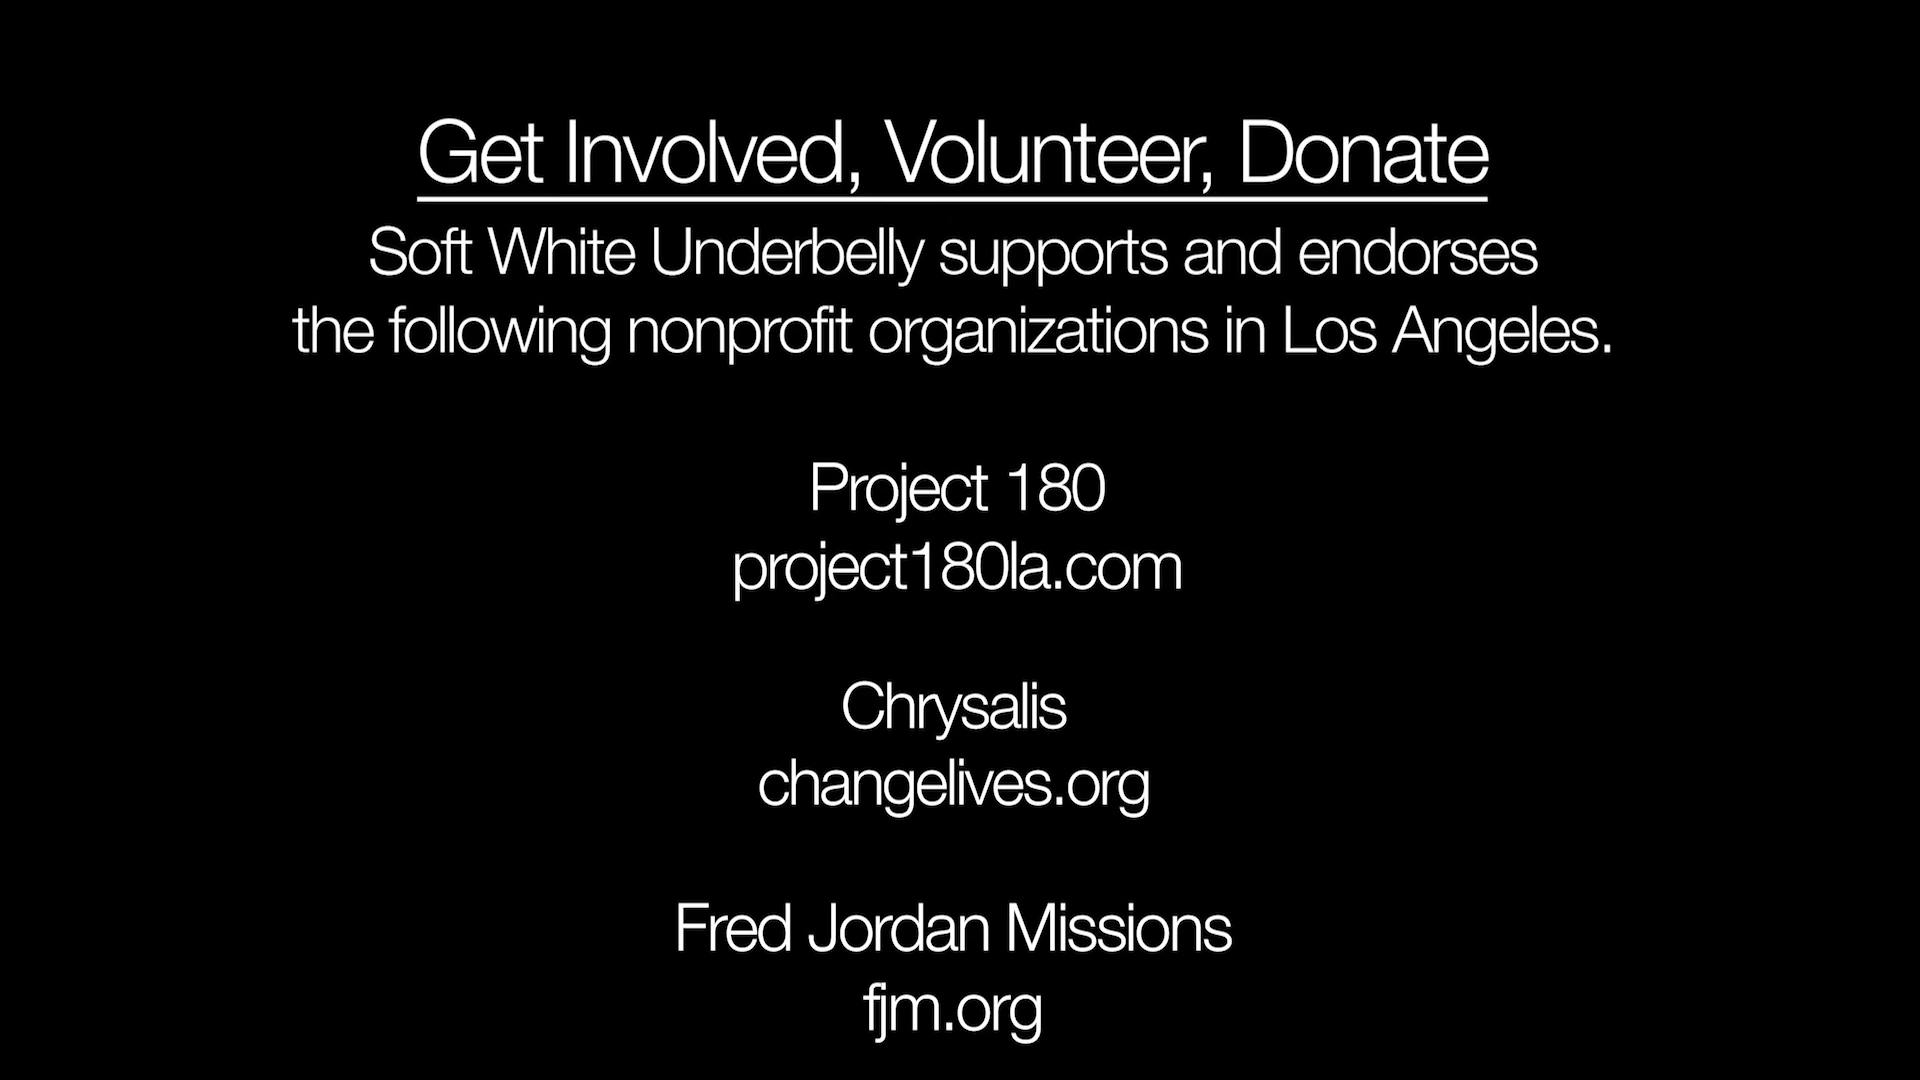 Get Involved, Volunteer, Donate
Soft White Underbelly supports and endorses
the following nonprofit organizations in Los Angeles.
Project 180
project180la.com
Chrysalis
changelives.org
Fred Jordan Missions
fjm.org